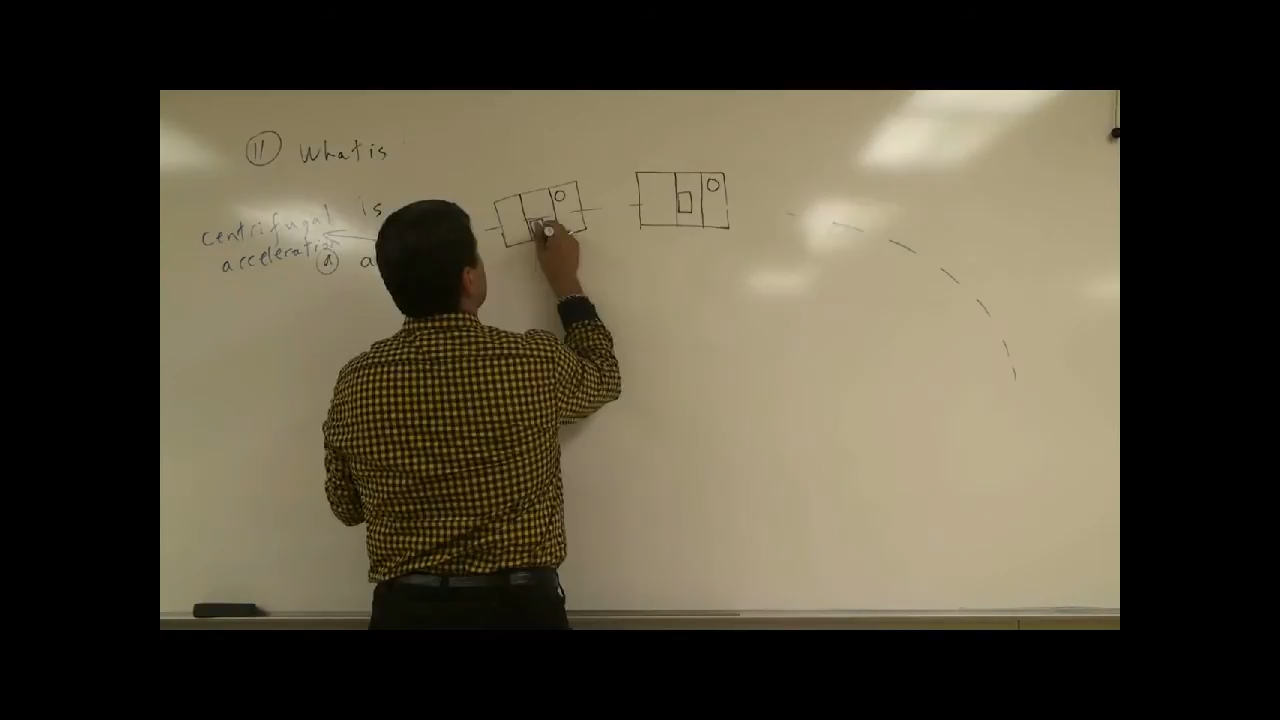 11 What is
is
centrifugal
acceleration
a a